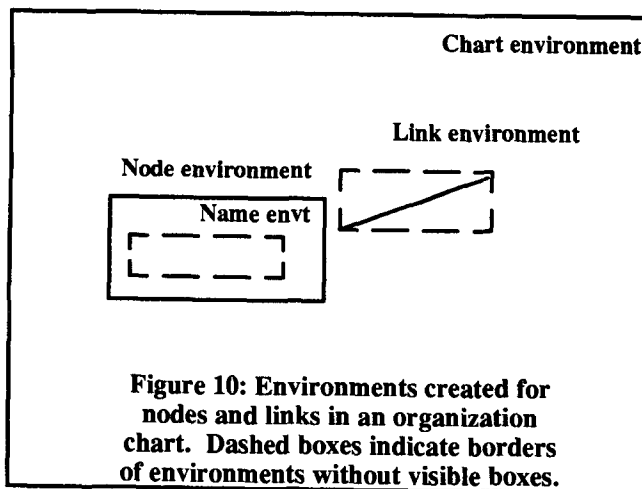 Chart environment
Link environment
Node environment
Name envt
Figure 10: Environments created for
nodes and links in an organization
chart. Dashed boxes indicate borders
of environments without visible boxes.